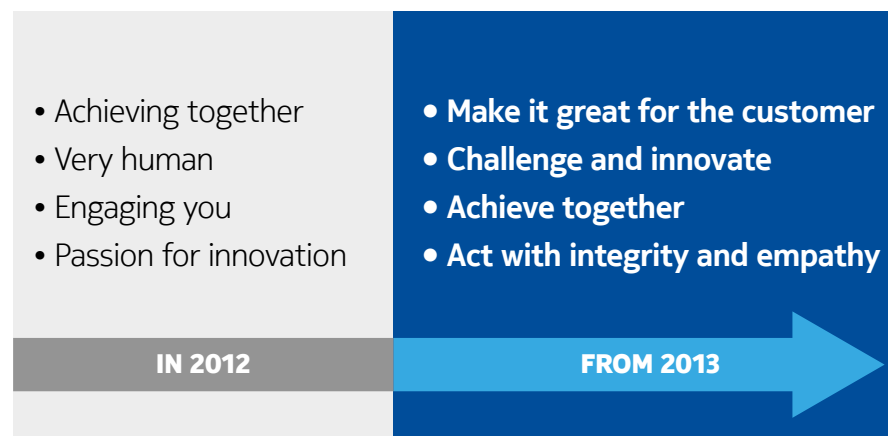 • Achieving together
• Very human
• Engaging you
• Passion for innovation
IN 2012
• Make it great for the customer
• Challenge and innovate
• Achieve together
• Act with integrity and empathy
FROM 2013